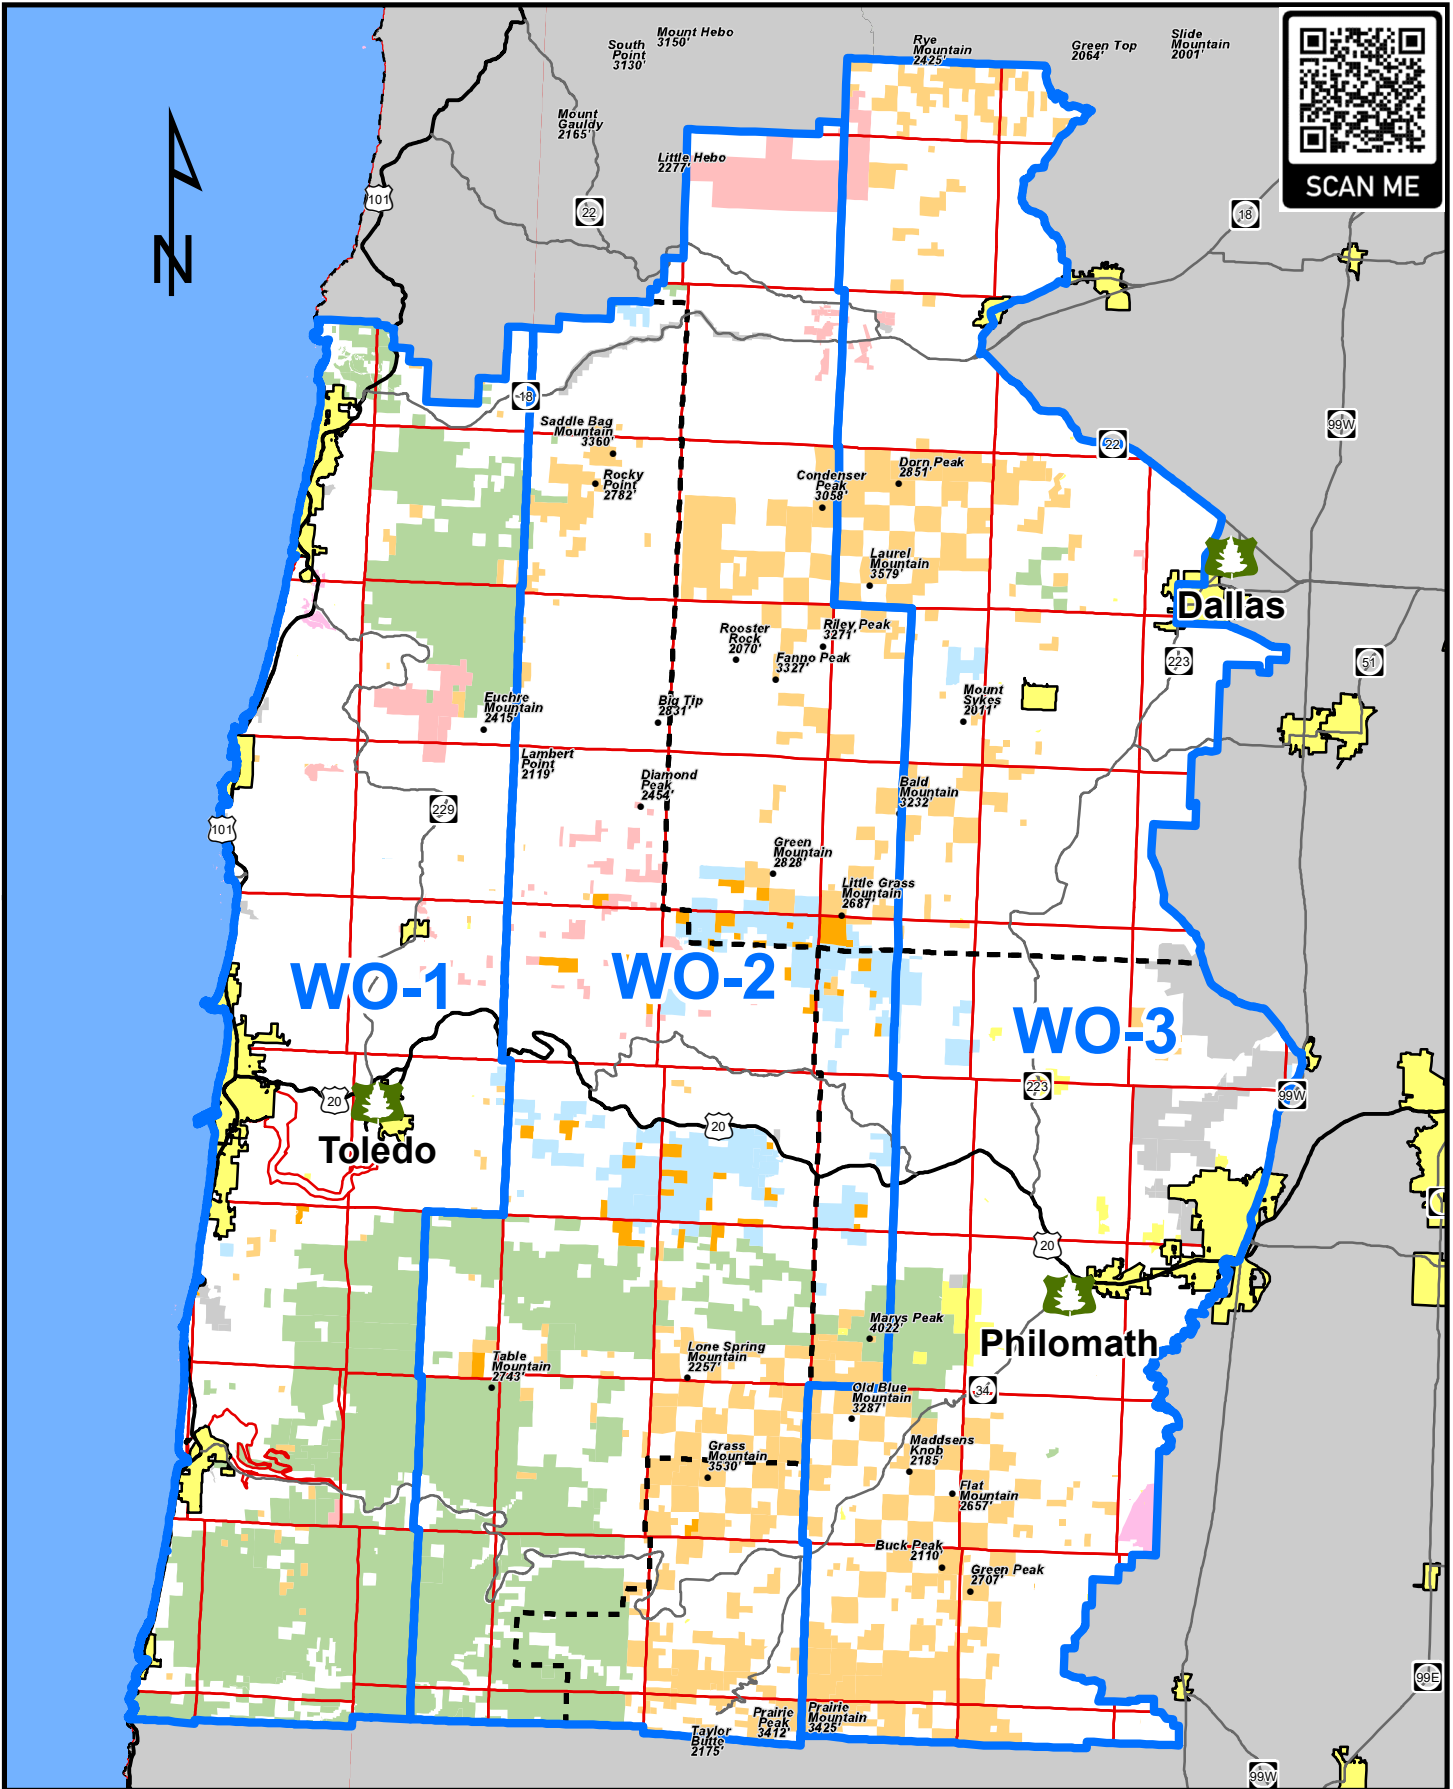 Mount Hebo
3150'
South
Point
3130'
Rye
Mountain
2425'
Green Top
2064'
Slide
Mountain
2001'
SCAN ME
Mount
Gauldy
2165'
Little Hebo
2277'
N
101
22
18
18
99W
22
Saddle Bag
Mountain
3360'
Rocky
Point
2782'
Condenser
Peak
3058'
Dorn Peak
2851'
Laurel
Mountain
3579'
Dallas
Rooster
Rock
2070'
Riley Peak
3271'
Fanno Peak
3327'
223
51
Euchre
Mountain
2415'
Big Tip
2831'
Mount
Sykes
2011'
Lambert
Point
2119'
Diamond
Peak
2454'
Bald
Mountain
3232'
229
101
Green
Mountain
2828'
Little Grass
Mountain
2687'
WO-1
WO-2
WO-3
223
99W
20
20
Toledo
20
Marys Peak
4022'
Philomath
Lone Spring
Mountain
2257'
Table
Mountain
2743'
Old Blue
Mountain
3287'
34
Maddsens
Knob
2185'
Grass
Mountain
3530'
Flat
Mountain
2657'
Buck Peak
2110'
Green Peak
2707'
99E
Prairie
Peak
3412'
Prairie
Mountain
3425'
Taylor
Butte
2175'
99W